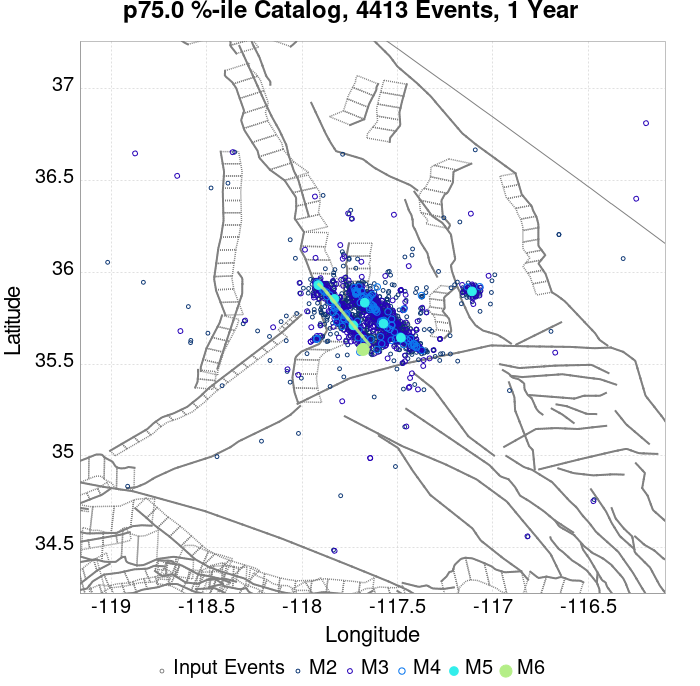 p75.0 %-ile Catalog, 4413 Events, 1 Year
37
36.5
36
35.5
35
34.5
Latitude
-119 -118.5 -118 -117.5 -117 -116.5
Longitude
Input Events M2 M3 M4 M5 M6